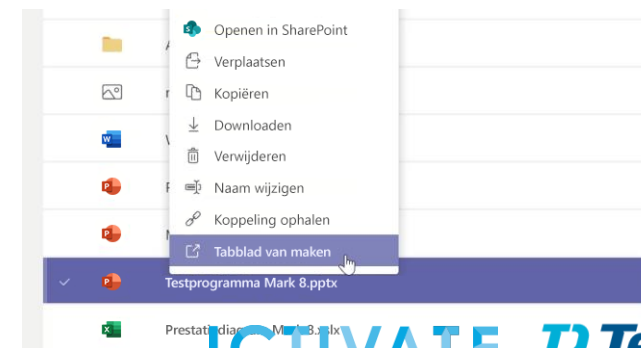 Openen in SharePoint
Verplaatsen
Kopiëren
Downloaden
Verwijderen
Naam wijzigen
Koppeling ophalen
Tabblad van maken
Testprogramma Mark 8.pptx